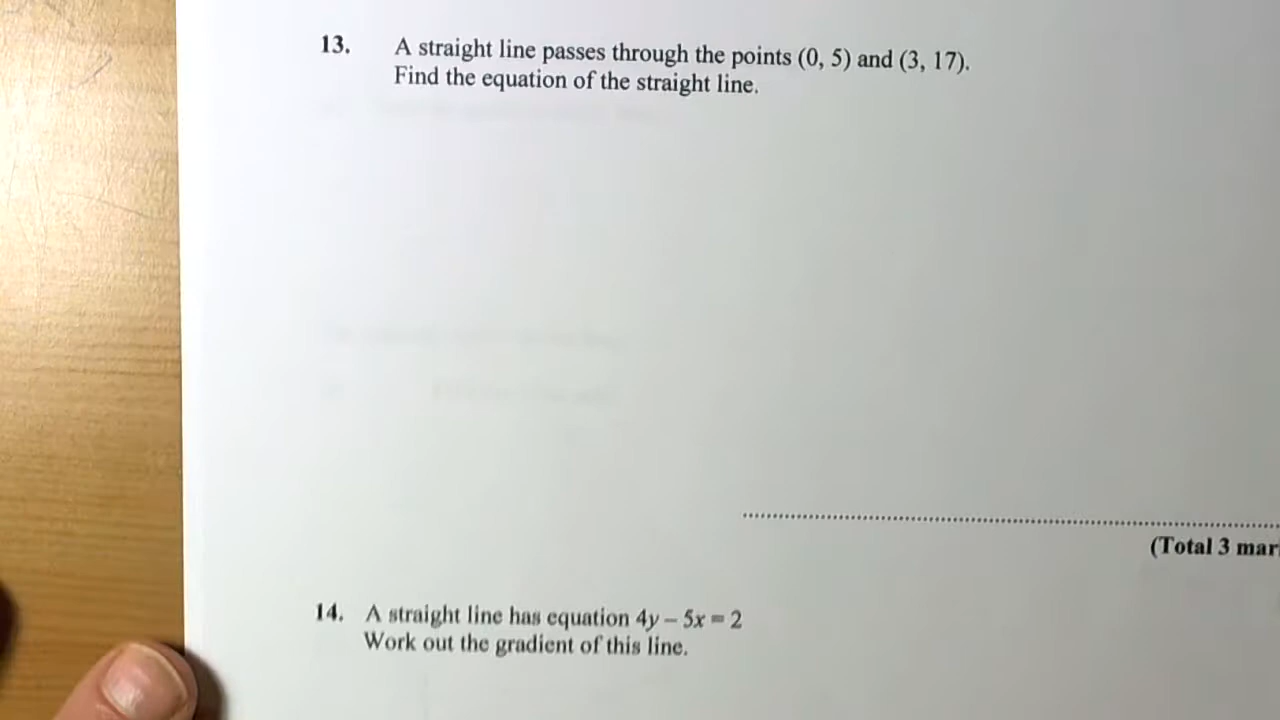 13. A straight line passes through the points (0, 5) and (3, 17).
Find the equation of the straight line.
(Total 3
14. A straight line has equation 4y – 5x = 2
Work out the gradient of this line.